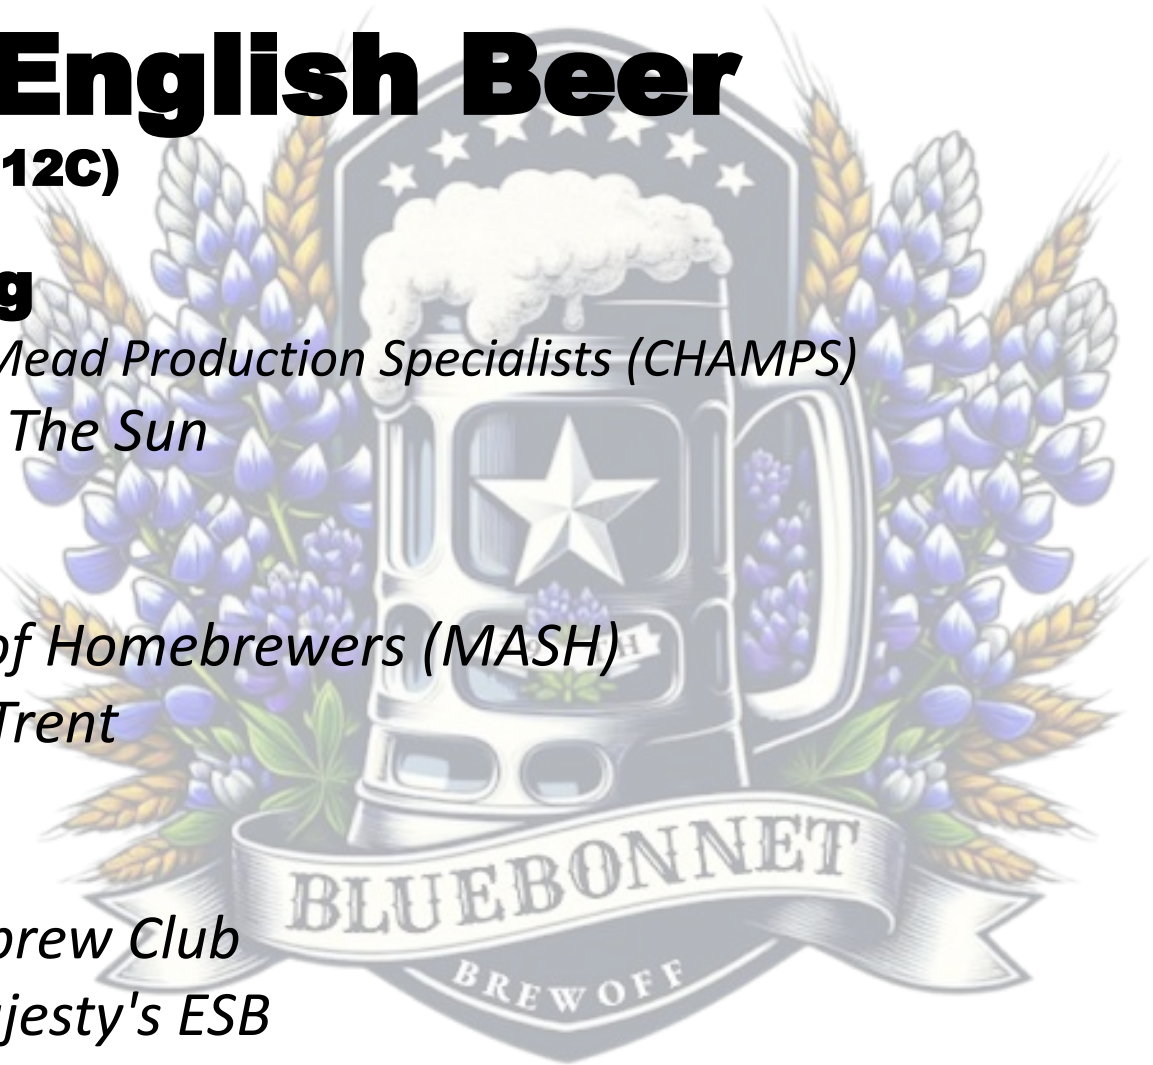 English Beer
12C)
g
Mead Production Specialists (CHAMPS)
The Sun
of Homebrewers (MASH)
Trent
brew Club
jesty's ESB
BLUEBONNET
BREWOFF